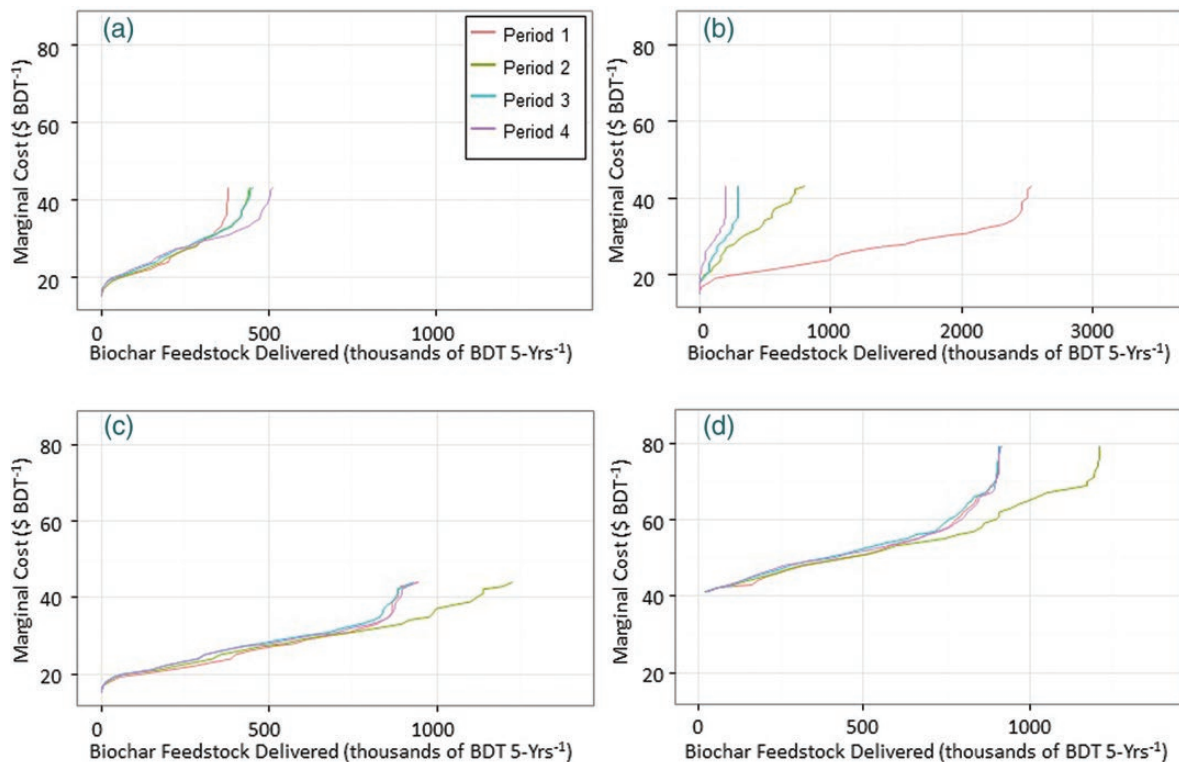 (a)
Period 1
Period 2
Period 3
Period 4
80
60
40
20
Marginal Cost ($ BDT⁻¹)
0 500 1000
Biochar Feedstock Delivered (thousands of BDT 5-Yrs⁻¹)
(b)
80
60
40
20
Marginal Cost ($ BDT⁻¹)
0 1000 2000 3000
Biochar Feedstock Delivered (thousands of BDT 5-Yrs⁻¹)
(c)
80
60
40
20
Marginal Cost ($ BDT⁻¹)
0 500 1000
Biochar Feedstock Delivered (thousands of BDT 5-Yrs⁻¹)
(d)
80
60
40
20
Marginal Cost ($ BDT⁻¹)
0 500 1000
Biochar Feedstock Delivered (thousands of BDT 5-Yrs⁻¹)